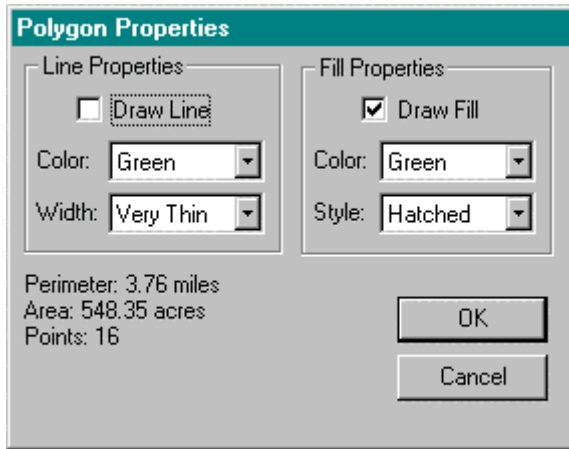 Polygon Properties
Line Properties
Draw Line
Color: Green
Width: Very Thin
Fill Properties
Draw Fill
Color: Green
Style: Hatched
Perimeter: 3.76 miles
Area: 548.35 acres
Points: 16
OK
Cancel